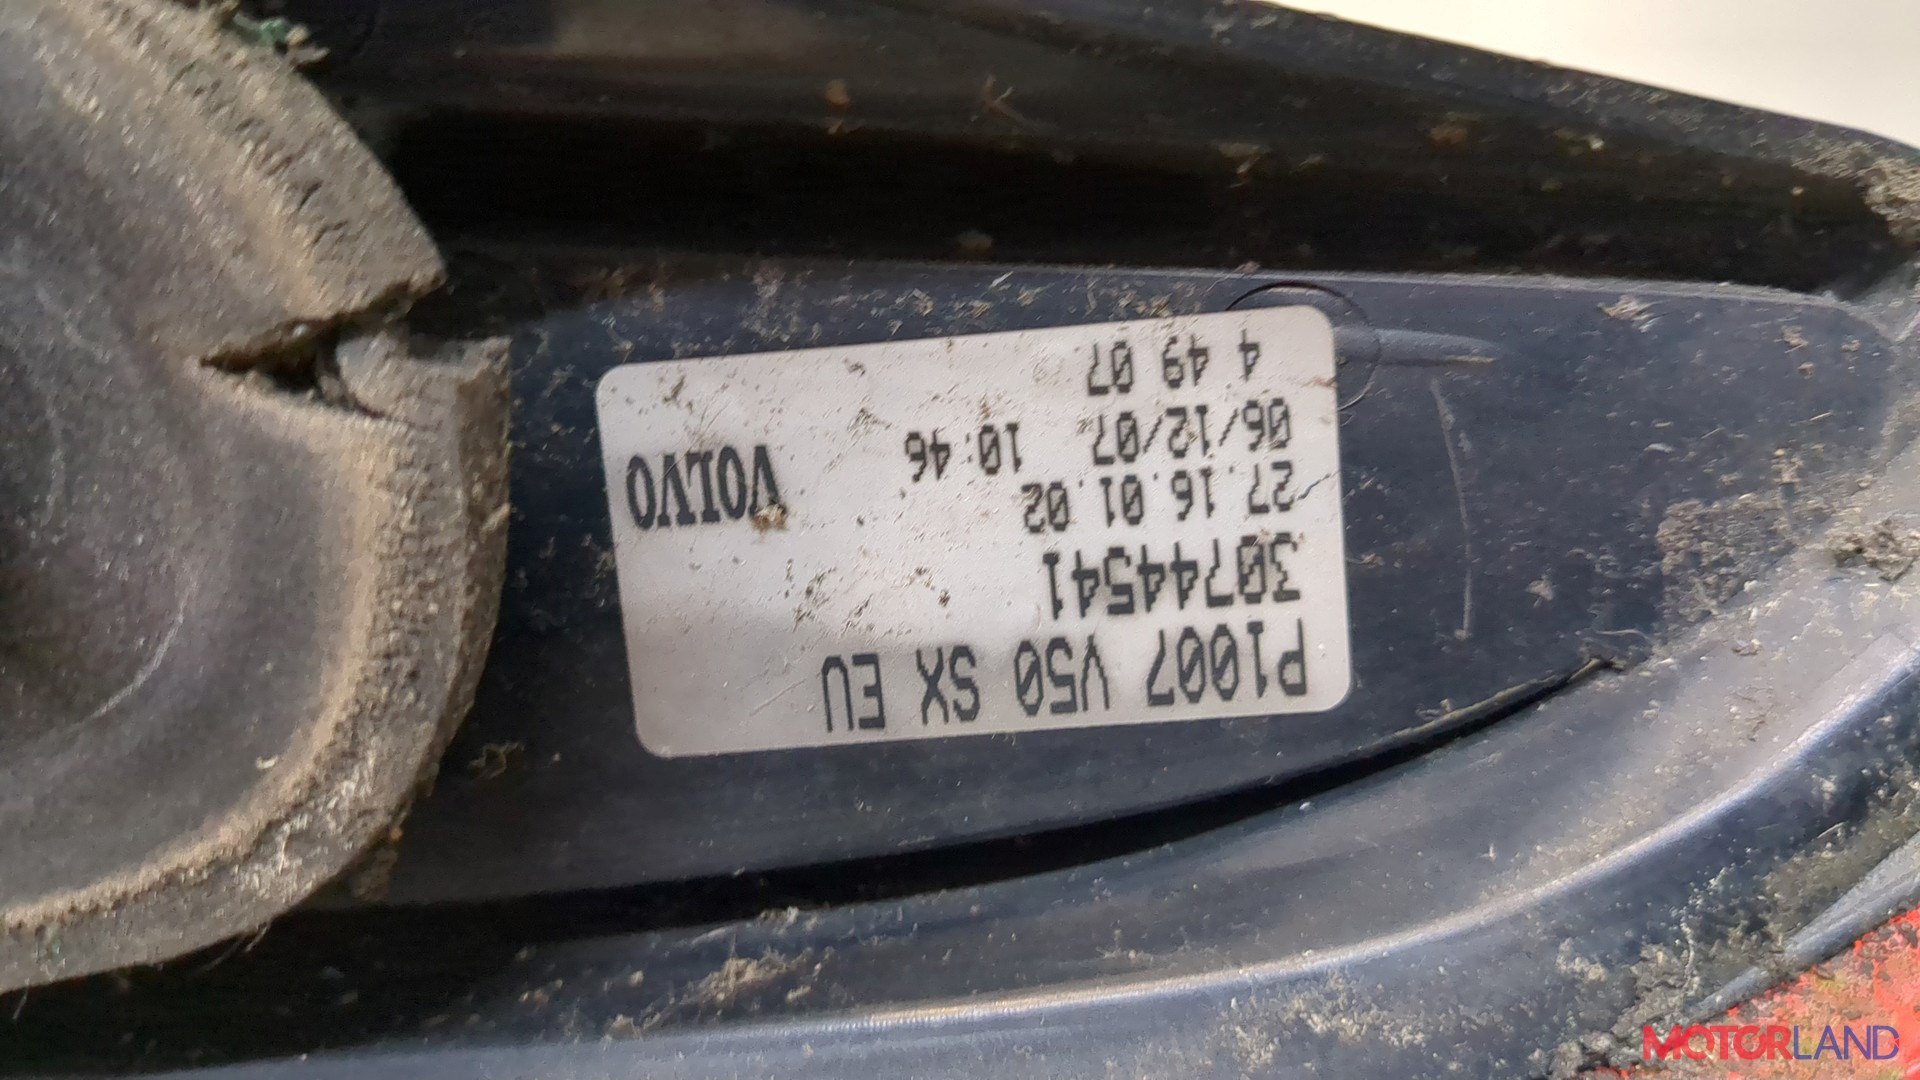 P1007 V50 SX EU
30744541
27.16.01.02
06/12/07 10:46
VOLVO
4 49 07
MOTORLAND